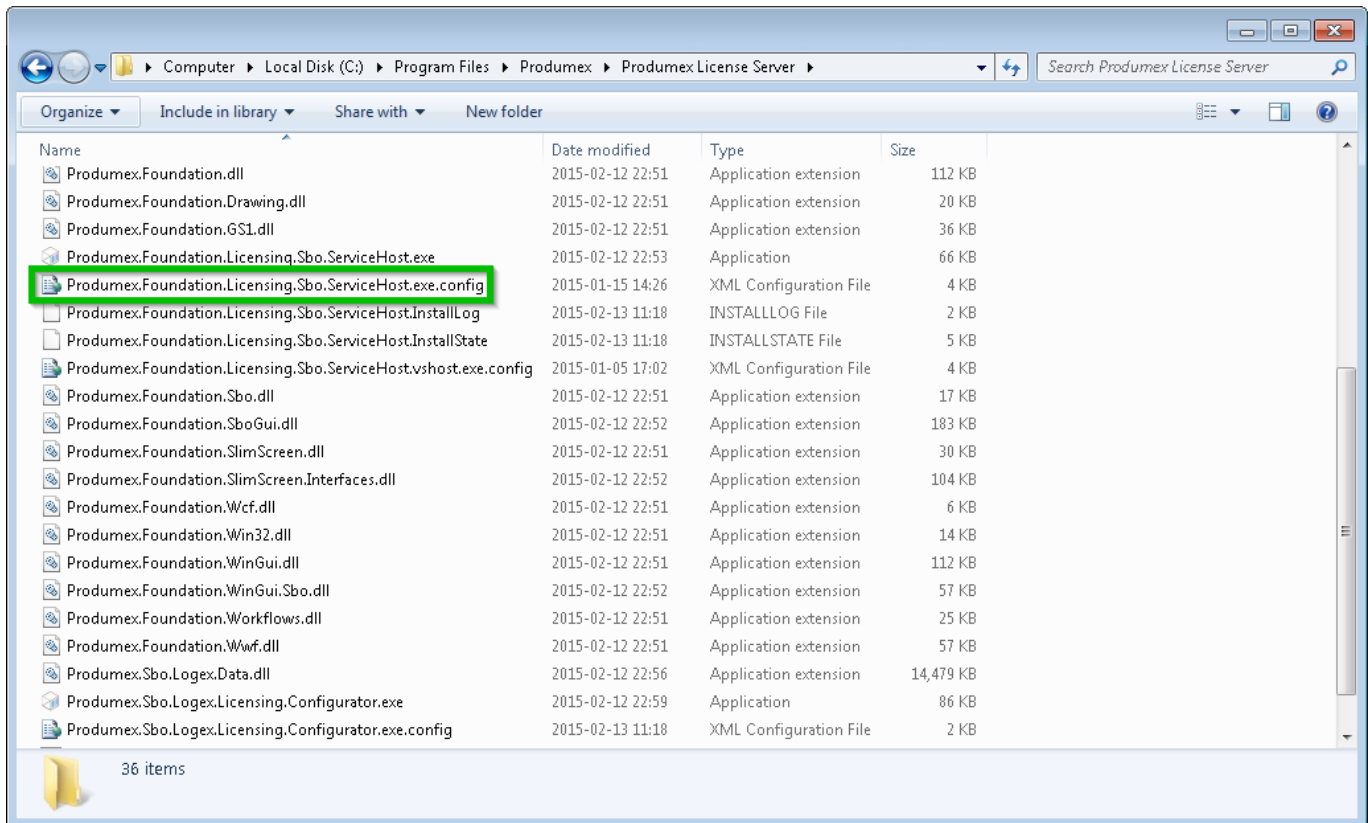 Computer Local Disk (C:) Program Files Produmex Produmex License Server Search Produmex License Server
Organize Include in library Share with New folder
Name Date modified Type Size
Produmex.Foundation.dll 2015-02-12 22:51 Application extension 112 KB
Produmex.Foundation.Drawing.dll 2015-02-12 22:51 Application extension 20 KB
Produmex.Foundation.GS1.dll 2015-02-12 22:51 Application extension 36 KB
Produmex.Foundation.Licensing.Sbo.ServiceHost.exe 2015-02-12 22:53 Application 66 KB
Produmex.Foundation.Licensing.Sbo.ServiceHost.exe.config 2015-01-15 14:26 XML Configuration File 4 KB
Produmex.Foundation.Licensing.Sbo.ServiceHost.InstallLog 2015-02-13 11:18 INSTALLLOG File 2 KB
Produmex.Foundation.Licensing.Sbo.ServiceHost.InstallState 2015-02-13 11:18 INSTALLSTATE File 5 KB
Produmex.Foundation.Licensing.Sbo.ServiceHost.vshost.exe.config 2015-01-05 17:02 XML Configuration File 4 KB
Produmex.Foundation.Sbo.dll 2015-02-12 22:51 Application extension 17 KB
Produmex.Foundation.SboGui.dll 2015-02-12 22:52 Application extension 183 KB
Produmex.Foundation.SlimScreen.dll 2015-02-12 22:51 Application extension 30 KB
Produmex.Foundation.SlimScreen.Interfaces.dll 2015-02-12 22:52 Application extension 104 KB
Produmex.Foundation.Wcf.dll 2015-02-12 22:51 Application extension 6 KB
Produmex.Foundation.Win32.dll 2015-02-12 22:51 Application extension 14 KB
Produmex.Foundation.WinGui.dll 2015-02-12 22:51 Application extension 112 KB
Produmex.Foundation.WinGui.Sbo.dll 2015-02-12 22:52 Application extension 57 KB
Produmex.Foundation.Workflows.dll 2015-02-12 22:51 Application extension 25 KB
Produmex.Foundation.Wwf.dll 2015-02-12 22:51 Application extension 57 KB
Produmex.Sbo.Logex.Data.dll 2015-02-12 22:56 Application extension 14,479 KB
Produmex.Sbo.Logex.Licensing.Configurator.exe 2015-02-12 22:59 Application 86 KB
Produmex.Sbo.Logex.Licensing.Configurator.exe.config 2015-02-13 11:18 XML Configuration File 2 KB
36 items